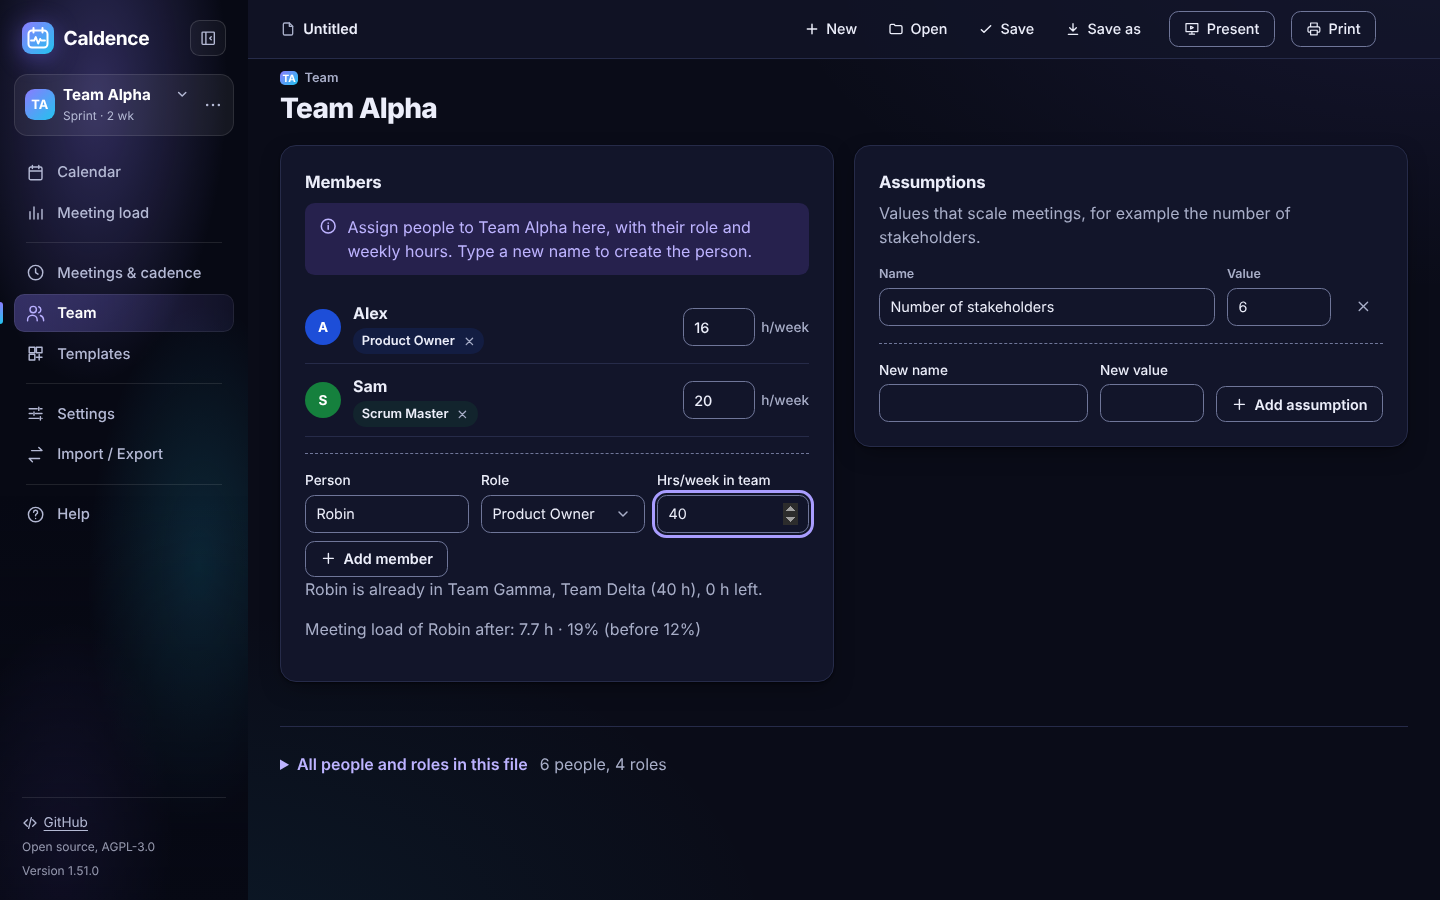 Caldence
TA
Team Alpha
Sprint · 2 wk
Calendar
Meeting load
Meetings & cadence
Team
Templates
Settings
Import / Export
Help
GitHub
Open source, AGPL-3.0
Version 1.51.0
Untitled
New
Open
Save
Save as
Present
Print
TA Team
Team Alpha
Members
Assign people to Team Alpha here, with their role and
weekly hours. Type a new name to create the person.
A
Alex
Product Owner
16 h/week
S
Sam
Scrum Master
20 h/week
Person Role Hrs/week in team
Robin Product Owner 40
Add member
Robin is already in Team Gamma, Team Delta (40 h), 0 h left.
Meeting load of Robin after: 7.7 h · 19% (before 12%)
Assumptions
Values that scale meetings, for example the number of
stakeholders.
Name Value
Number of stakeholders 6
New name New value
Add assumption
All people and roles in this file 6 people, 4 roles